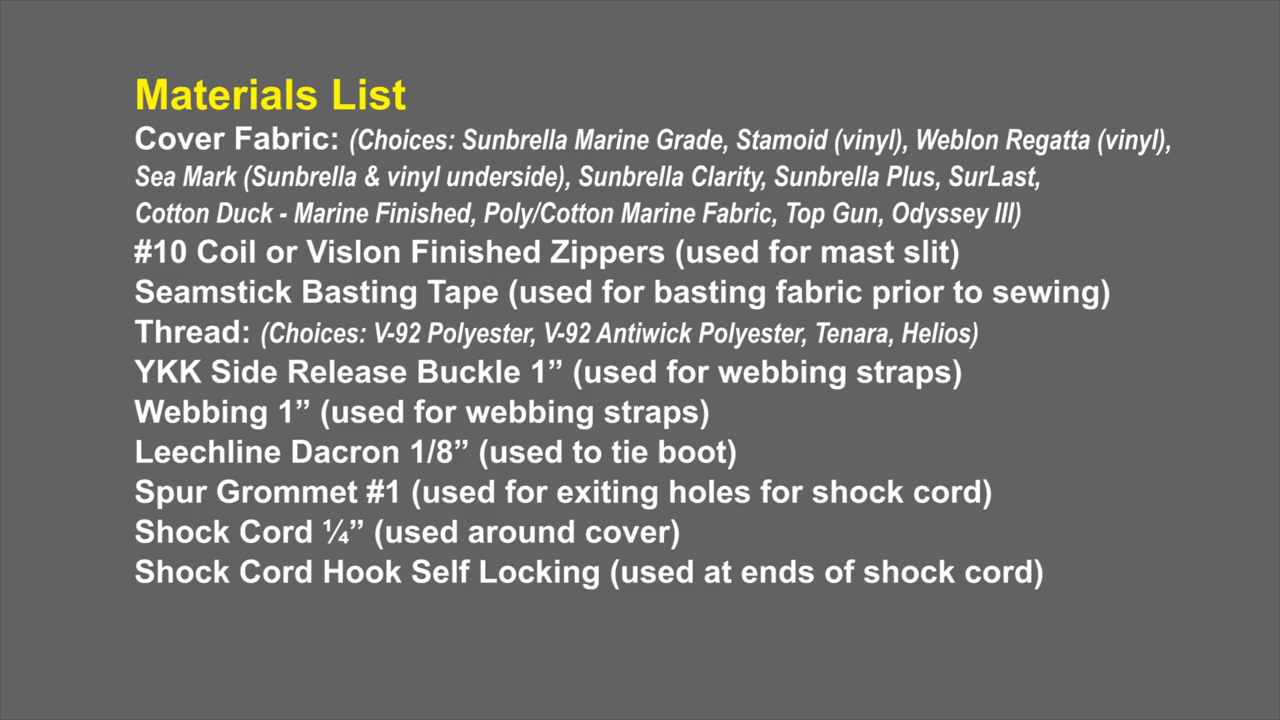 Materials List
Cover Fabric: (Choices: Sunbrella Marine Grade, Stamoid (vinyl), Weblon Regatta (vinyl),
Sea Mark (Sunbrella & vinyl underside), Sunbrella Clarity, Sunbrella Plus, SurLast,
Cotton Duck - Marine Finished, Poly/Cotton Marine Fabric, Top Gun, Odyssey III)
#10 Coil or Vislon Finished Zippers (used for mast slit)
Seamstick Basting Tape (used for basting fabric prior to sewing)
Thread: (Choices: V-92 Polyester, V-92 Antiwick Polyester, Tenara, Helios)
YKK Side Release Buckle 1” (used for webbing straps)
Webbing 1” (used for webbing straps)
Leechline Dacron 1/8” (used to tie boot)
Spur Grommet #1 (used for exiting holes for shock cord)
Shock Cord ¼” (used around cover)
Shock Cord Hook Self Locking (used at ends of shock cord)